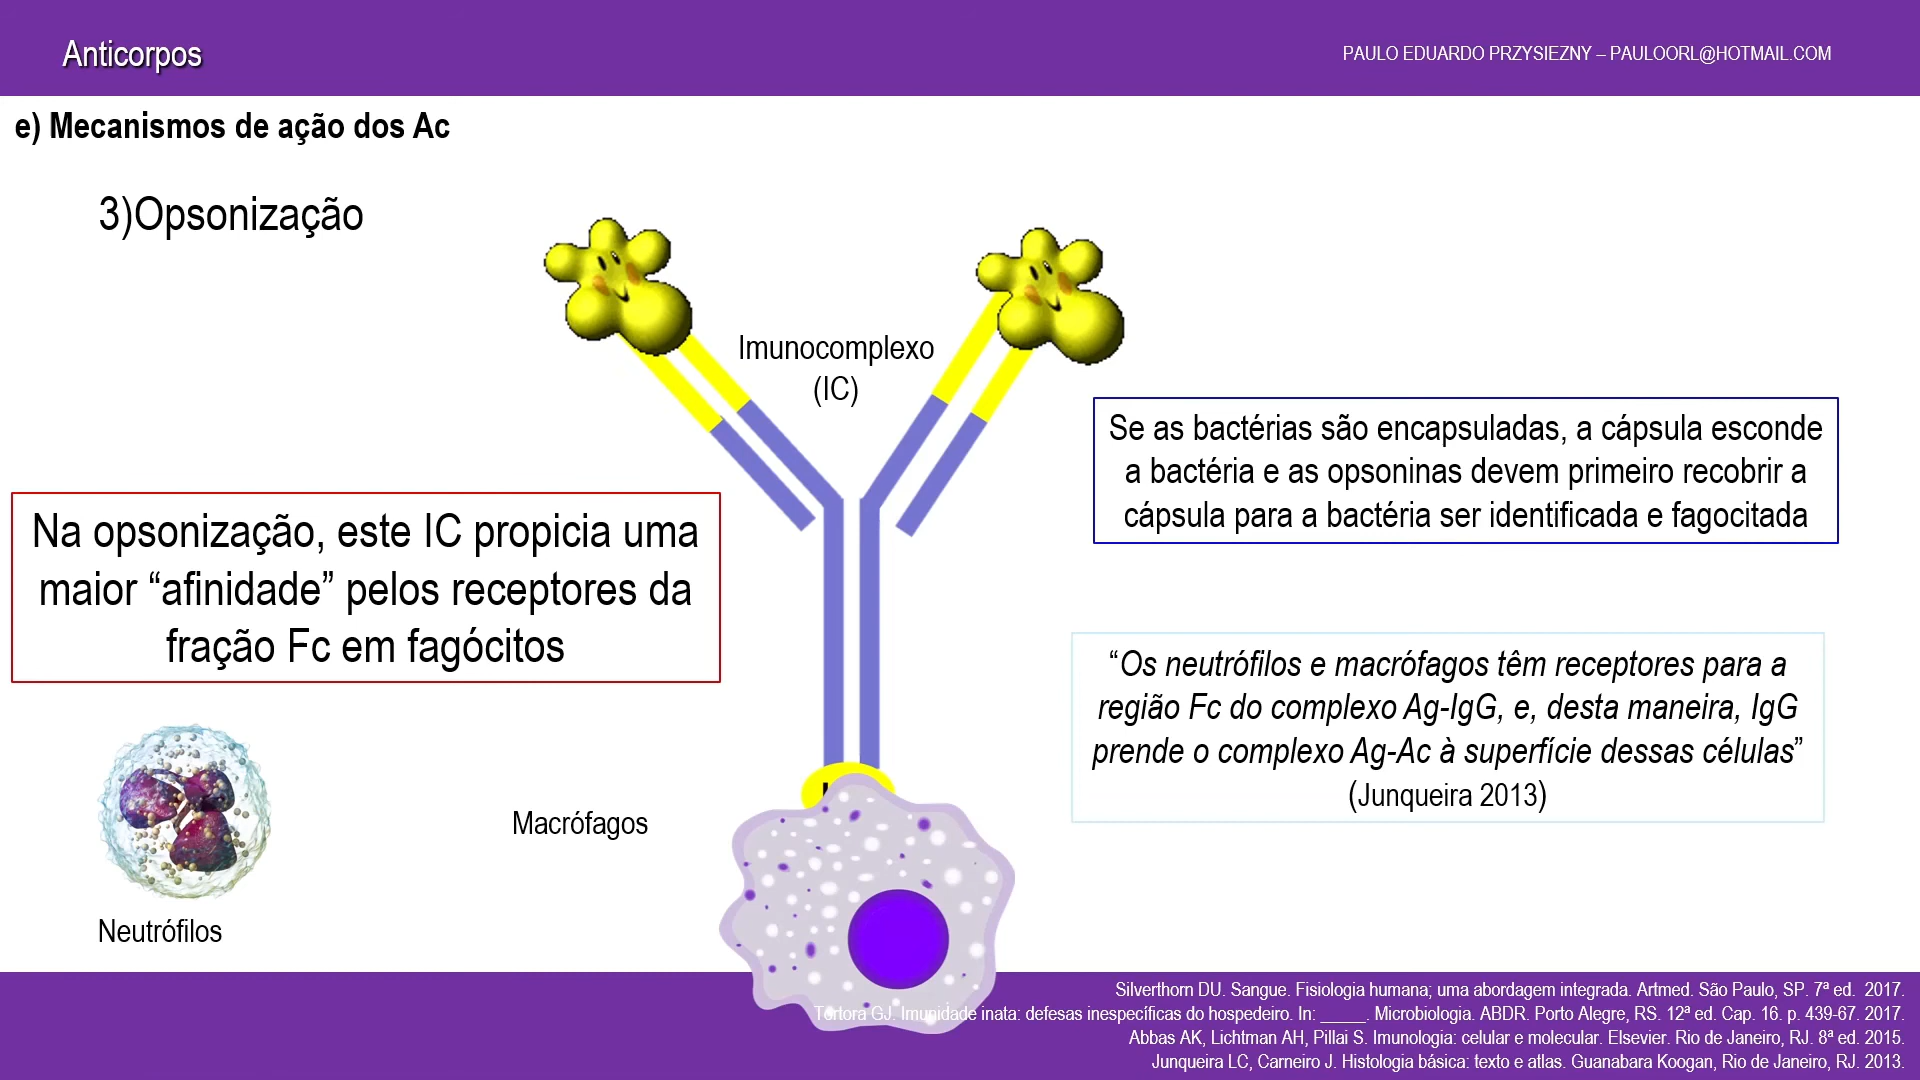 Anticorpos
PAULO EDUARDO PRZYSIEZNY – PAULOORL@HOTMAIL.COM
e) Mecanismos de ação dos Ac
3)Opsonização
Imunocomplexo
(IC)
Se as bactérias são encapsuladas, a cápsula esconde
a bactéria e as opsoninas devem primeiro recobrir a
cápsula para a bactéria ser identificada e fagocitada
Na opsonização, este IC propicia uma
maior “afinidade” pelos receptores da
fração Fc em fagócitos
“Os neutrófilos e macrófagos têm receptores para a
região Fc do complexo Ag-IgG, e, desta maneira, IgG
prende o complexo Ag-Ac à superfície dessas células”
(Junqueira 2013)
Macrófagos
Neutrófilos
Silverthorn DU. Sangue. Fisiologia humana; uma abordagem integrada. Artmed. São Paulo, SP. 7ª ed. 2017.
Tortora GJ. Imunidade inata: defesas inespecíficas do hospedeiro. In: _____. Microbiologia. ABDR. Porto Alegre, RS. 12ª ed. Cap. 16. p. 439-67. 2017.
Abbas AK, Lichtman AH, Pillai S. Imunologia: celular e molecular. Elsevier. Rio de Janeiro, RJ. 8ª ed. 2015.
Junqueira LC, Carneiro J. Histologia básica: texto e atlas. Guanabara Koogan, Rio de Janeiro, RJ. 2013.